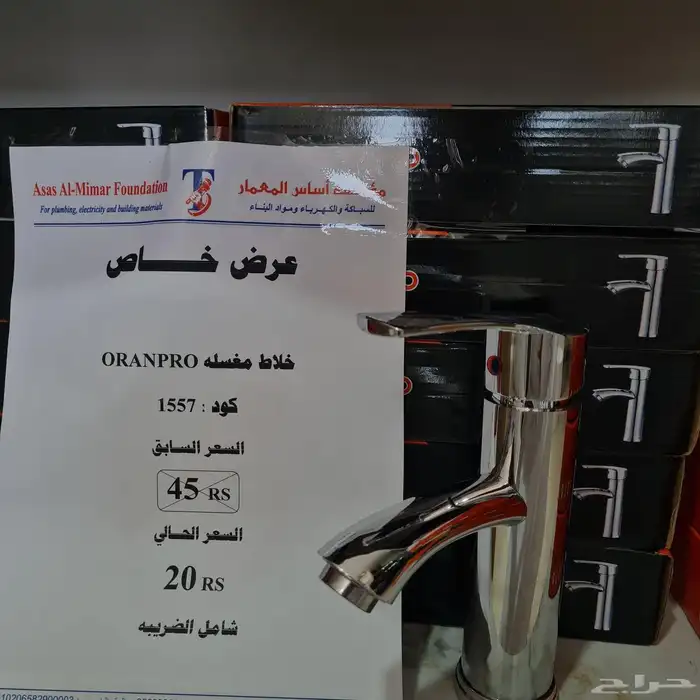 Asas Al-Mimar Foundation
For plumbing, electricity and building materials
أساس المعمار
للسباكة والكهرباء ومواد البناء
عرض خاص
خلاط مغسله ORANPRO
كود : 1557
السعر السابق
45 RS
السعر الحالي
20 RS
شامل الضريبه
حراج